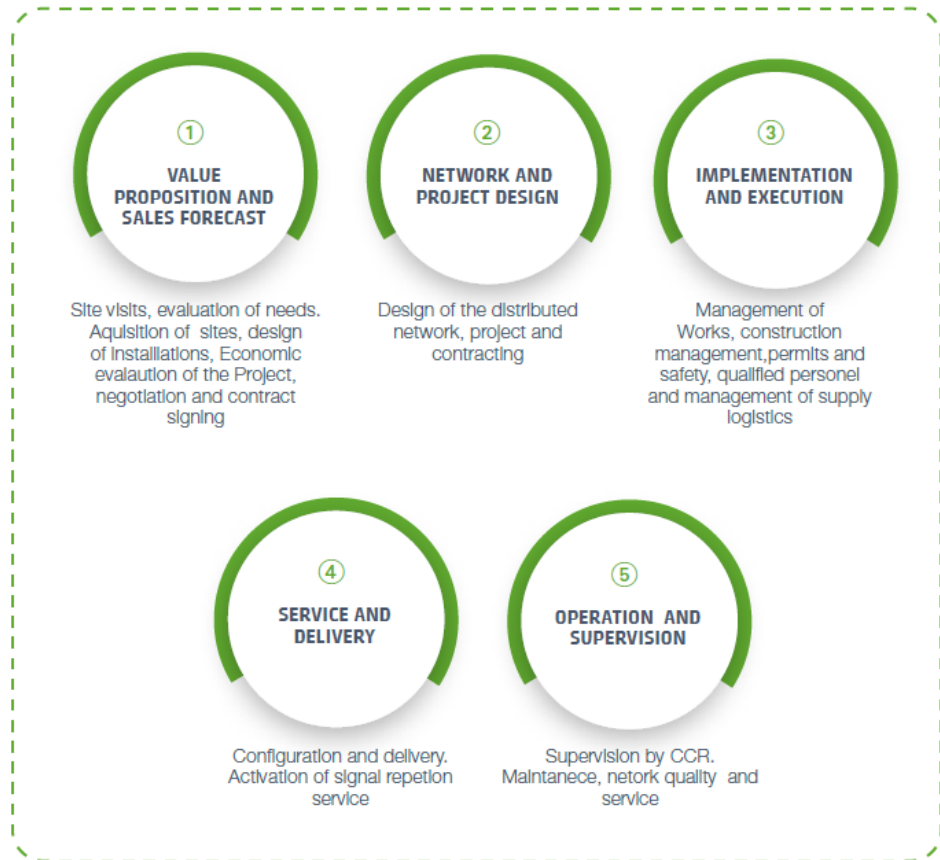 1
VALUE
PROPOSITION AND
SALES FORECAST
Site visits, evaluation of needs.
Aquisition of sites, design
of Installiations, Economic
evalaution of the Project,
negotiation and contract
signing
2
NETWORK AND
PROJECT DESIGN
Design of the distributed
network, project and
contracting
3
IMPLEMENTATION
AND EXECUTION
Management of
Works, construction
management,permits and
safety, qualified personel
and management of supply
logistics
4
SERVICE AND
DELIVERY
Configuration and delivery.
Activation of signal repetion
service
5
OPERATION AND
SUPERVISION
Supervision by CCR.
Maintanece, netork quality and
service